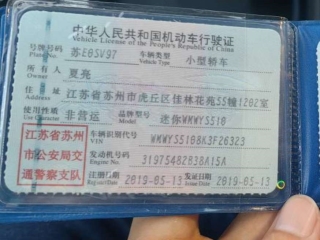 中华人民共和国机动车行驶证
Vehicle License of the People's Republic of China
号牌号码 苏E05V97 车辆类型 小型轿车
Plate No. Vehicle Type
所有人 夏亮
Owner
住址 江苏省苏州市虎丘区佳林花苑55幢1202室
Address
使用性质 非营运 品牌型号 迷你WMWYS510
Use Character Model
江苏省苏州市公安局交通警察支队
车辆识别代号
VIN
发动机号码
Engine No.
注册日期 2019-05-13 发证日期 2019-05-13
Register Date Issue Date